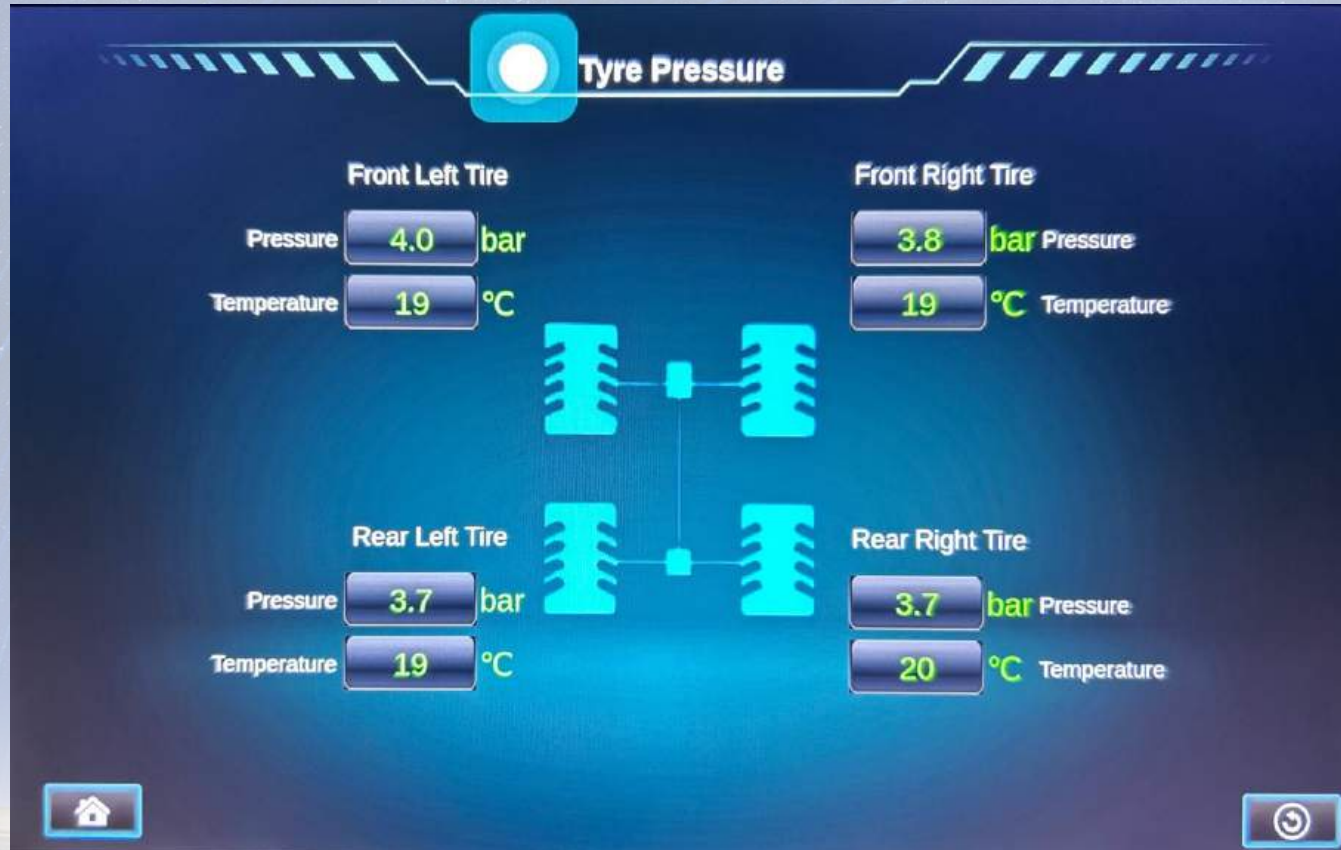 Tyre Pressure
Front Left Tire
Front Right Tire
Pressure 4.0 bar
3.8 bar Pressure
Temperature 19 °C
19 °C Temperature
Rear Left Tire
Rear Right Tire
Pressure 3.7 bar
3.7 bar Pressure
Temperature 19 °C
20 °C Temperature